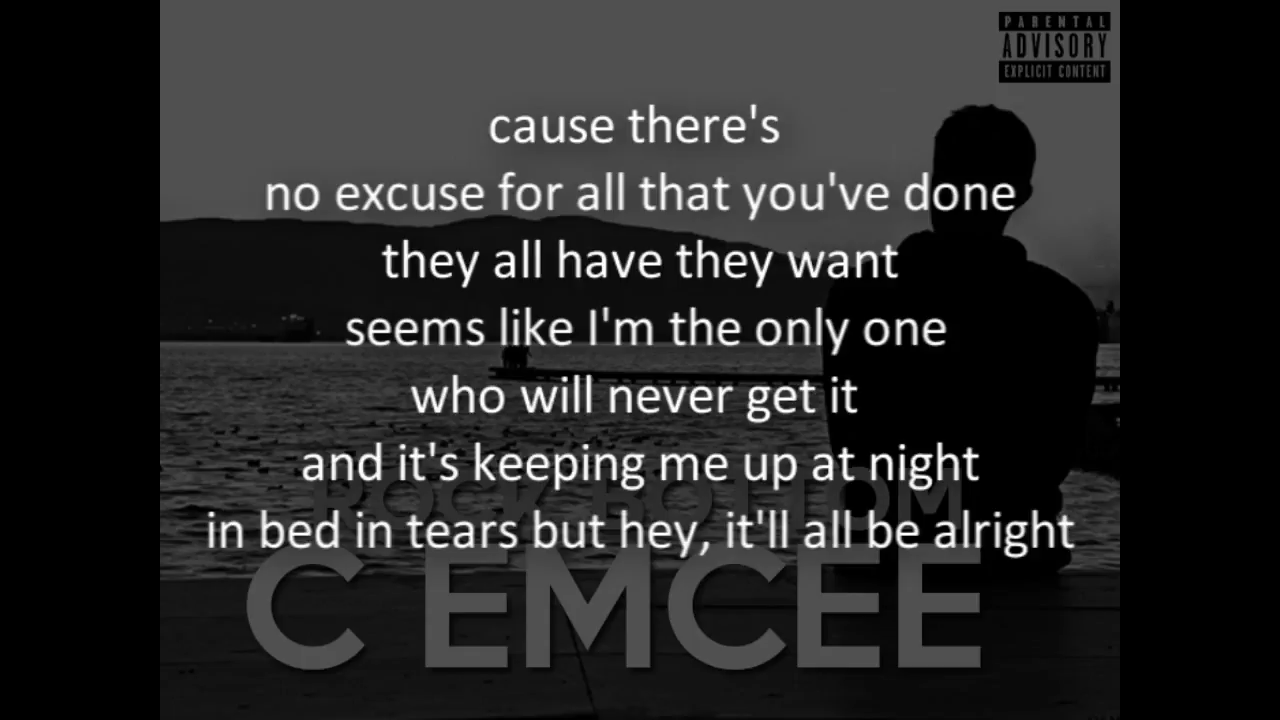 PARENTAL
ADVISORY
EXPLICIT CONTENT
cause there's
no excuse for all that you've done
they all have they want
seems like I'm the only one
who will never get it
and it's keeping me up at night
in bed in tears but hey, it'll all be alright
ROCK BOTTOM
C EMCEE